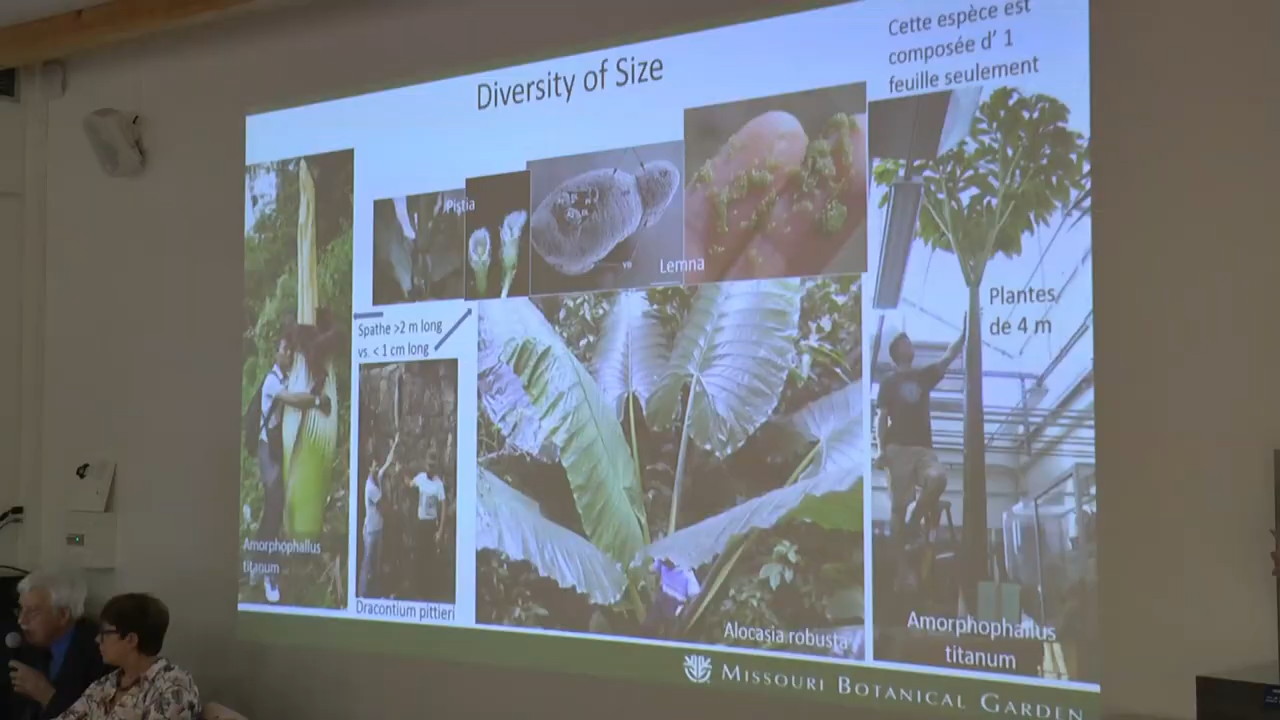 Cette espèce est
composée d' 1
feuille seulement
Diversity of Size
Pistia
Lemna
Spathe >2 m long
vs. < 1 cm long
Plantes
de 4 m
Amorphophallus
titanum
Dracontium pittieri
Alocasia robusta
Amorphophallus
titanum
MISSOURI BOTANICAL GARDEN